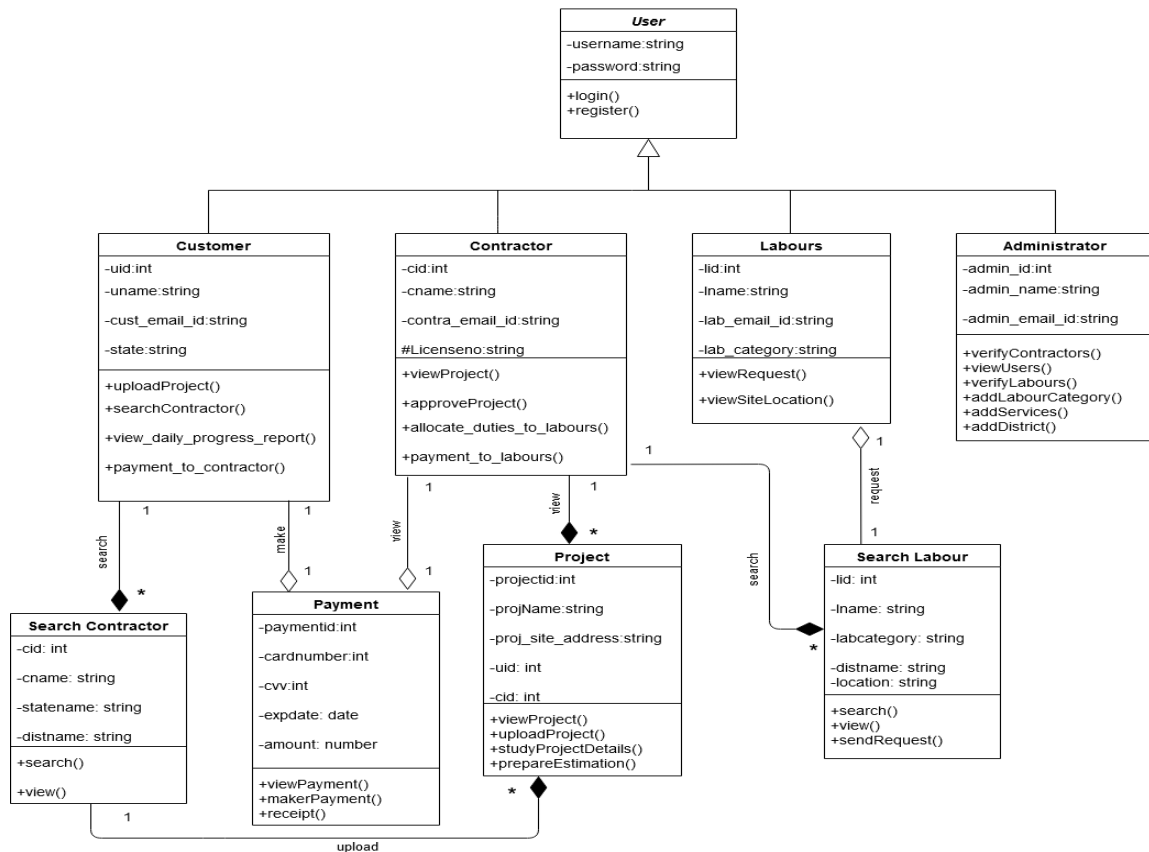 User
-username:string
-password:string
+login()
+register()
Customer
-uid:int
-uname:string
-cust_email_id:string
-state:string
+uploadProject()
+searchContractor()
+view_daily_progress_report()
+payment_to_contractor()
Contractor
-cid:int
-cname:string
-contra_email_id:string
#Licenseno:string
+viewProject()
+approveProject()
+allocate_duties_to_labours()
+payment_to_labours()
Labours
-lid:int
-lname:string
-lab_email_id:string
-lab_category:string
+viewRequest()
+viewSiteLocation()
Administrator
-admin_id:int
-admin_name:string
-admin_email_id:string
+verifyContractors()
+viewUsers()
+verifyLabours()
+addLabourCategory()
+addServices()
+addDistrict()
1
search
*
1
make
1
1
view
1
1
view
*
1
search
*
1
request
1
Search Contractor
-cid: int
-cname: string
-statename: string
-distname: string
+search()
+view()
Payment
-paymentid:int
-cardnumber:int
-cvv:int
-expdate: date
-amount: number
+viewPayment()
+makerPayment()
+receipt()
Project
-projectid:int
-projName:string
-proj_site_address:string
-uid: int
-cid: int
+viewProject()
+uploadProject()
+studyProjectDetails()
+prepareEstimation()
Search Labour
-lid: int
-lname: string
-labcategory: string
-distname: string
-location: string
+search()
+view()
+sendRequest()
1
*
upload